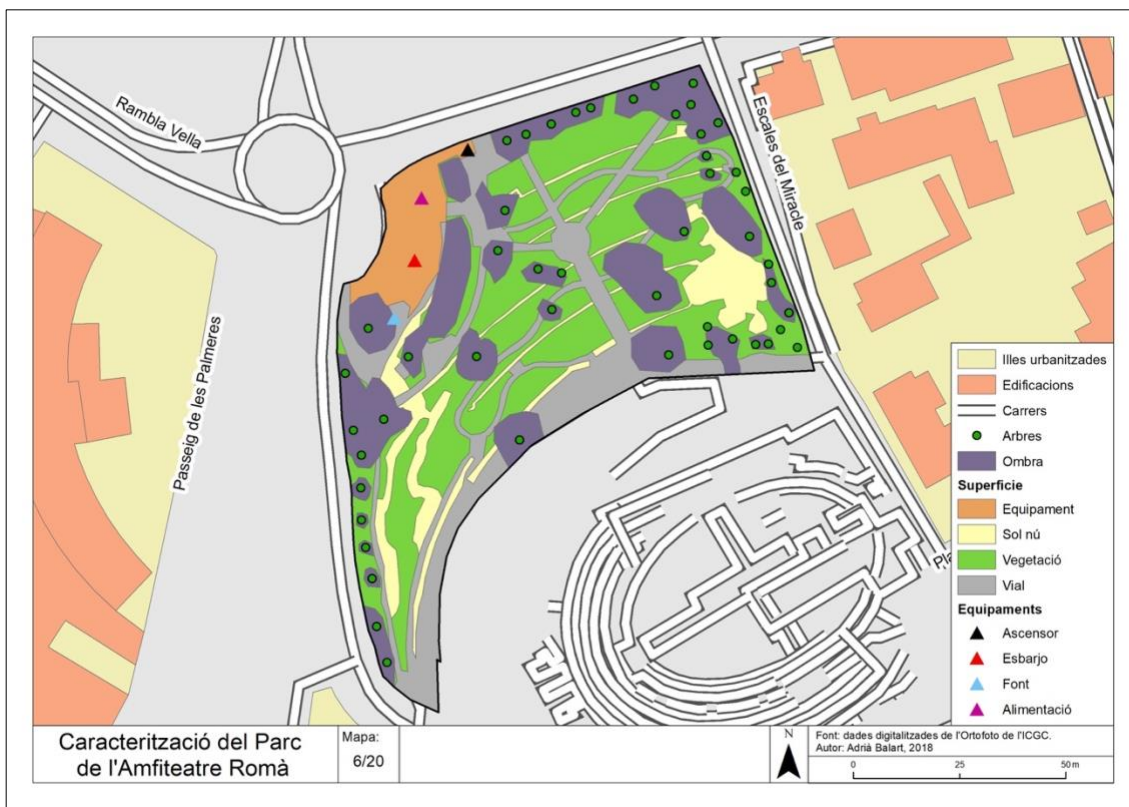 Rambla Vella
Escales del Miracle
Passeig de les Palmeres
Pla
Illes urbanitzades
Edificacions
Carrers
Arbres
Ombra
Superfície
Equipament
Sol nú
Vegetació
Vial
Equipaments
Ascensor
Esbarjo
Font
Alimentació
Caracterització del Parc
de l'Amfiteatre Romà
Mapa:
6/20
N
Font: dades digitalitzades de l'Ortofoto de l'ICGC.
Autor: Adrià Balart, 2018
0 25 50 m